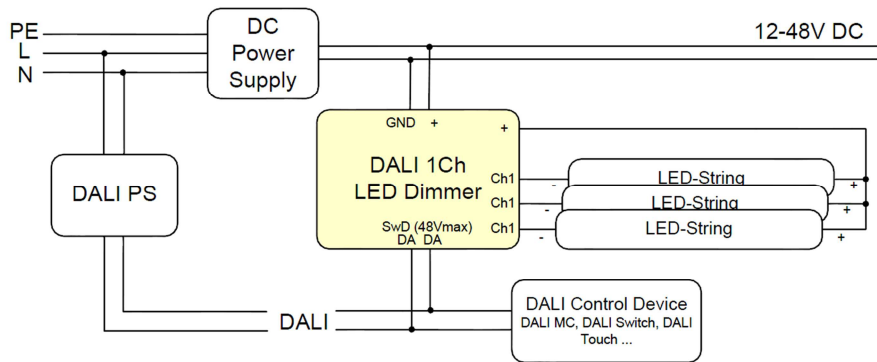 PE
L
N
DC
Power
Supply
12-48V DC
GND +
+
DALI 1Ch
LED Dimmer
DALI PS
Ch1
- LED-String +
Ch1
- LED-String +
SwD (48Vmax)
DA DA
Ch1
- LED-String +
DALI
DALI Control Device
DALI MC, DALI Switch, DALI
Touch ...